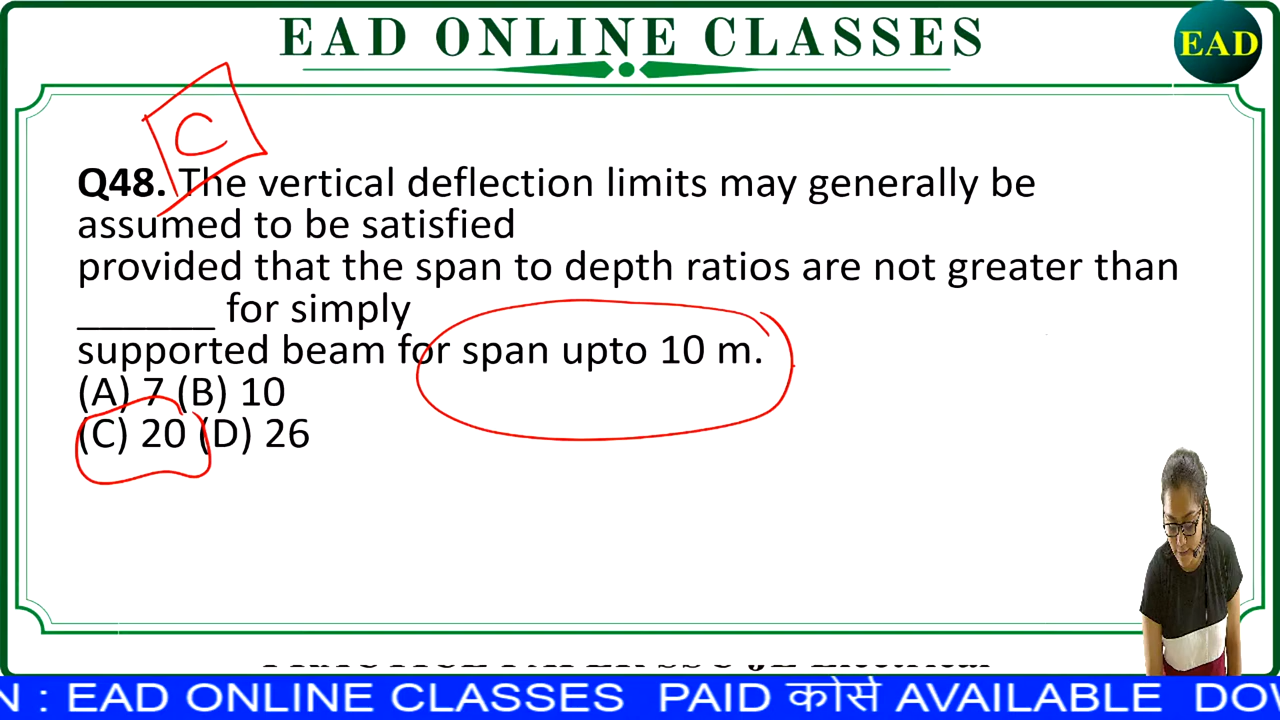 EAD ONLINE CLASSES
EAD
C
Q48. The vertical deflection limits may generally be
assumed to be satisfied
provided that the span to depth ratios are not greater than
______ for simply
supported beam for span upto 10 m.
(A) 7 (B) 10
(C) 20 (D) 26
N : EAD ONLINE CLASSES PAID कोर्स AVAILABLE DOW